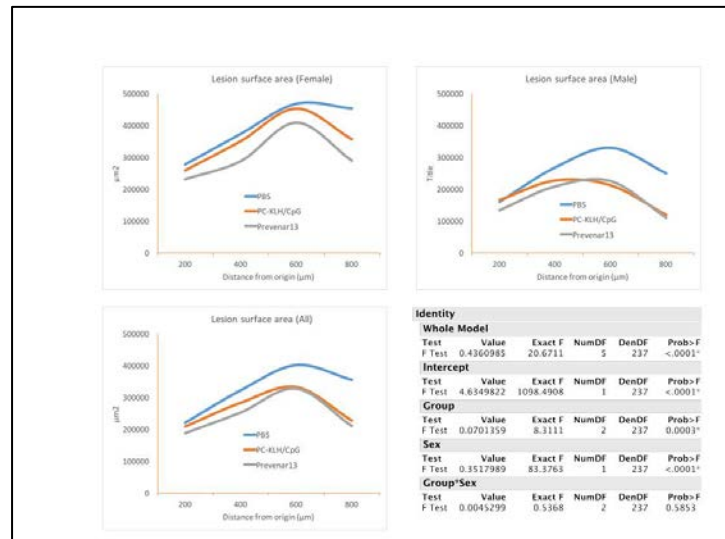 Lesion surface area (Female)
500000
400000
300000
200000
100000
0
µm2
PBS
PC-KLH/CpG
Prevenar13
200 400 600 800
Distance from origin (µm)
Lesion surface area (Male)
500000
400000
300000
200000
100000
0
Title
PBS
PC-KLH/CpG
Prevenar13
200 400 600 800
Distance from origin (µm)
Lesion surface area (All)
500000
400000
300000
200000
100000
0
µm2
PBS
PC-KLH/CpG
Prevenar13
200 400 600 800
Distance from origin (µm)
Identity
Whole Model
Test Value Exact F NumDF DenDF Prob>F
F Test 0.4360985 20.6711 5 237 <.0001*
Intercept
Test Value Exact F NumDF DenDF Prob>F
F Test 4.6349822 1098.4908 1 237 <.0001*
Group
Test Value Exact F NumDF DenDF Prob>F
F Test 0.0701359 8.3111 2 237 0.0003*
Sex
Test Value Exact F NumDF DenDF Prob>F
F Test 0.3517989 83.3763 1 237 <.0001*
Group*Sex
Test Value Exact F NumDF DenDF Prob>F
F Test 0.0045299 0.5368 2 237 0.5853